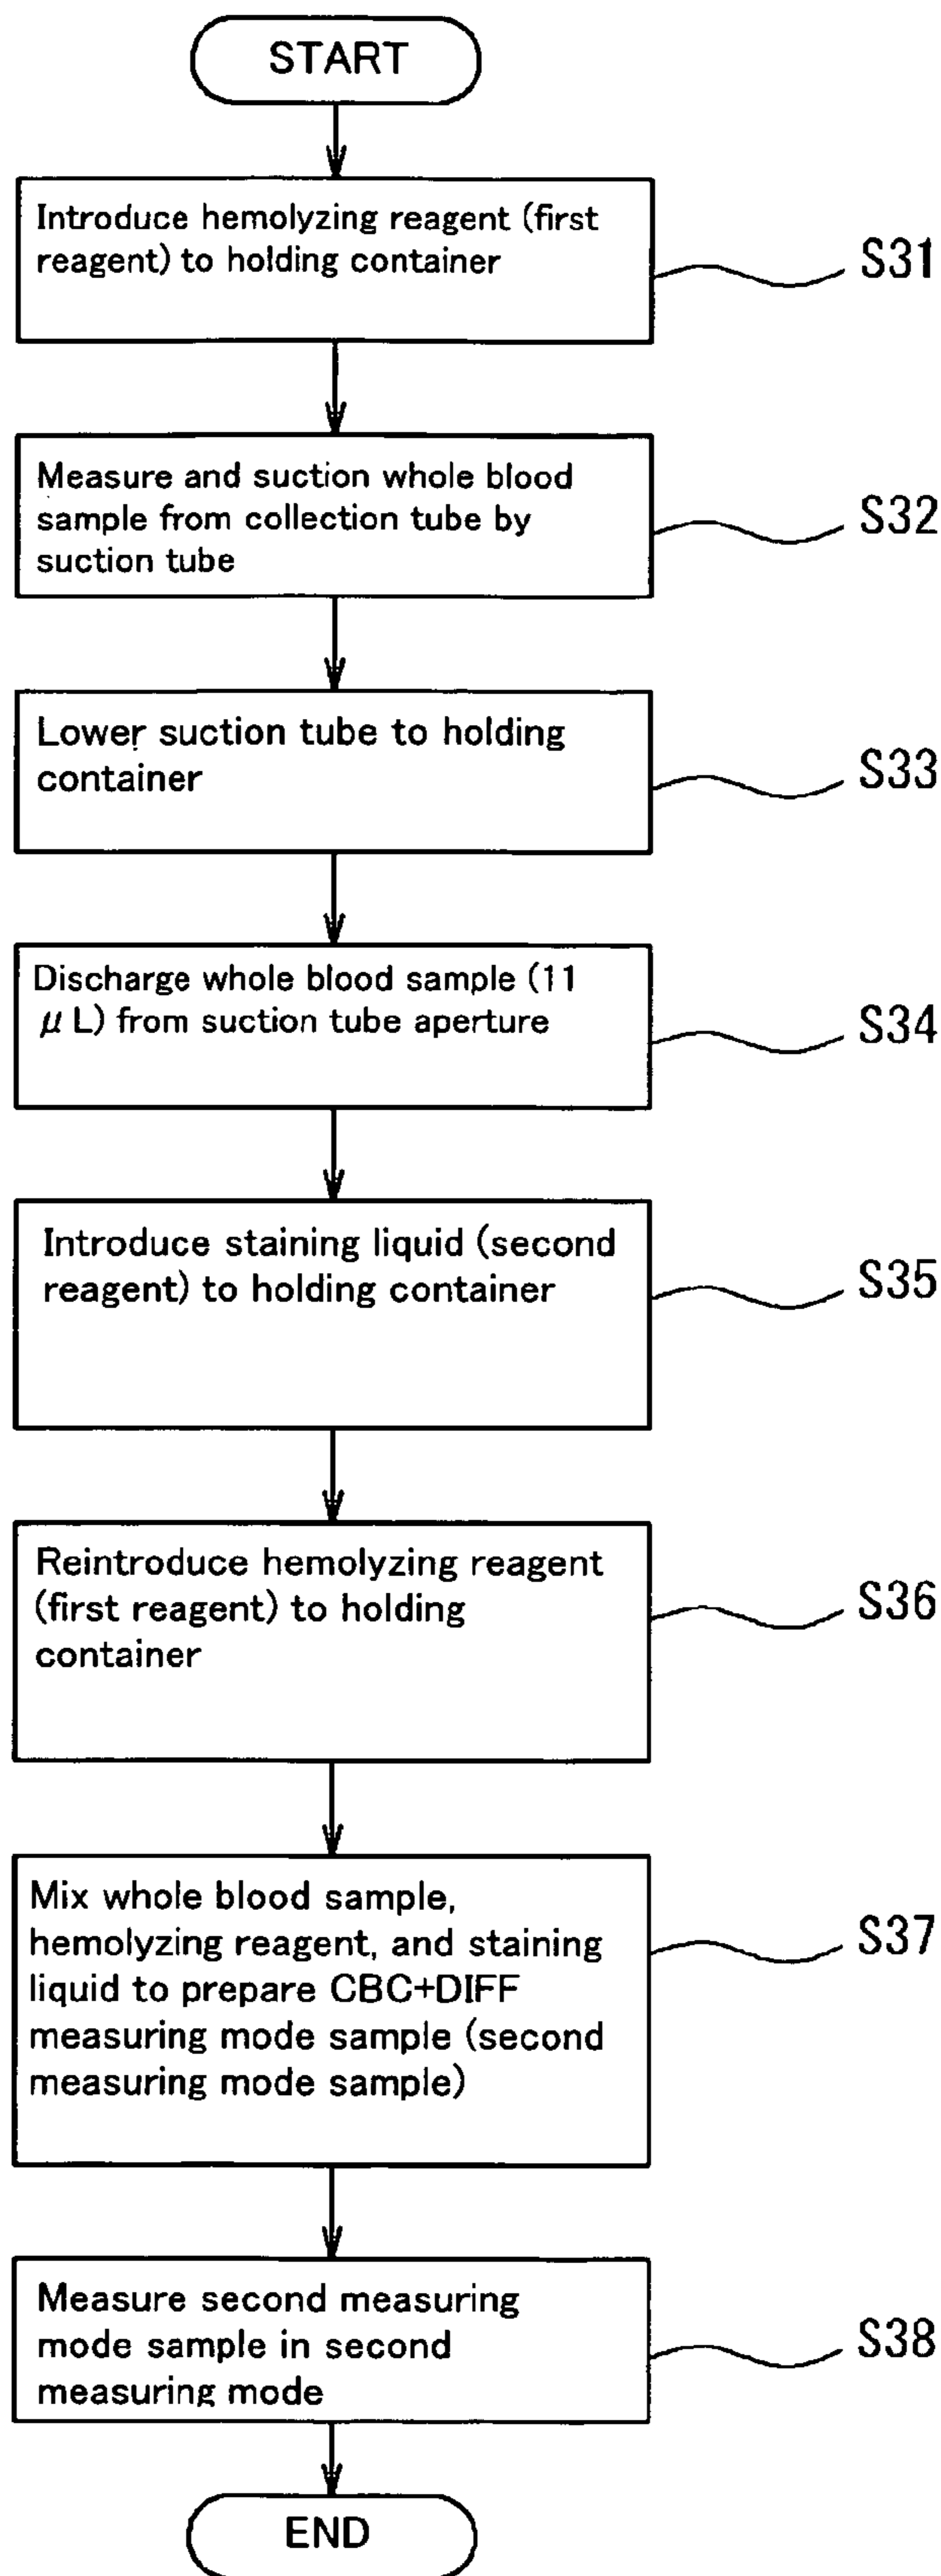 START
Introduce hemolyzing reagent (first
reagent) to holding container
S31
Measure and suction whole blood
sample from collection tube by
suction tube
S32
Lower suction tube to holding
container
S33
Discharge whole blood sample (11
μL) from suction tube aperture
S34
Introduce staining liquid (second
reagent) to holding container
S35
Reintroduce hemolyzing reagent
(first reagent) to holding
container
S36
Mix whole blood sample,
hemolyzing reagent, and staining
liquid to prepare CBC+DIFF
measuring mode sample (second
measuring mode sample)
S37
Measure second measuring
mode sample in second
measuring mode
S38
END